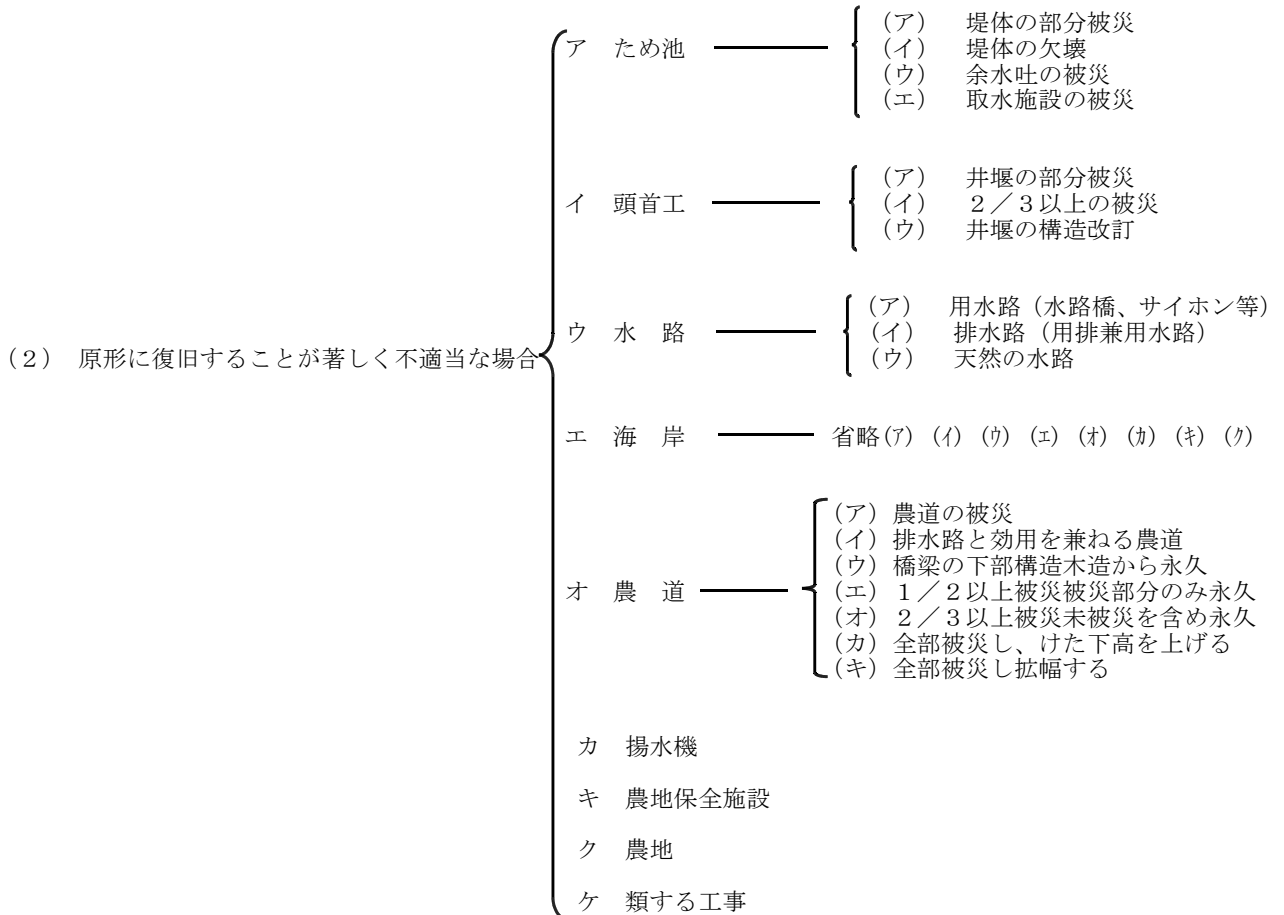 ア ため池
（ア） 堤体の部分被災
（イ） 堤体の欠壊
（ウ） 余水吐の被災
（エ） 取水施設の被災
イ 頭首工
（ア） 井堰の部分被災
（イ） ２／３以上の被災
（ウ） 井堰の構造改訂
ウ 水 路
（ア） 用水路（水路橋、サイホン等）
（イ） 排水路（用排兼用水路）
（ウ） 天然の水路
（２） 原形に復旧することが著しく不適当な場合
エ 海 岸
省略(ｱ) (ｲ) (ｳ) (ｴ) (ｵ) (ｶ) (ｷ) (ｸ)
オ 農 道
（ア）農道の被災
（イ）排水路と効用を兼ねる農道
（ウ）橋梁の下部構造木造から永久
（エ）１／２以上被災被災部分のみ永久
（オ）２／３以上被災未被災を含め永久
（カ）全部被災し、けた下高を上げる
（キ）全部被災し拡幅する
カ 揚水機
キ 農地保全施設
ク 農地
ケ 類する工事